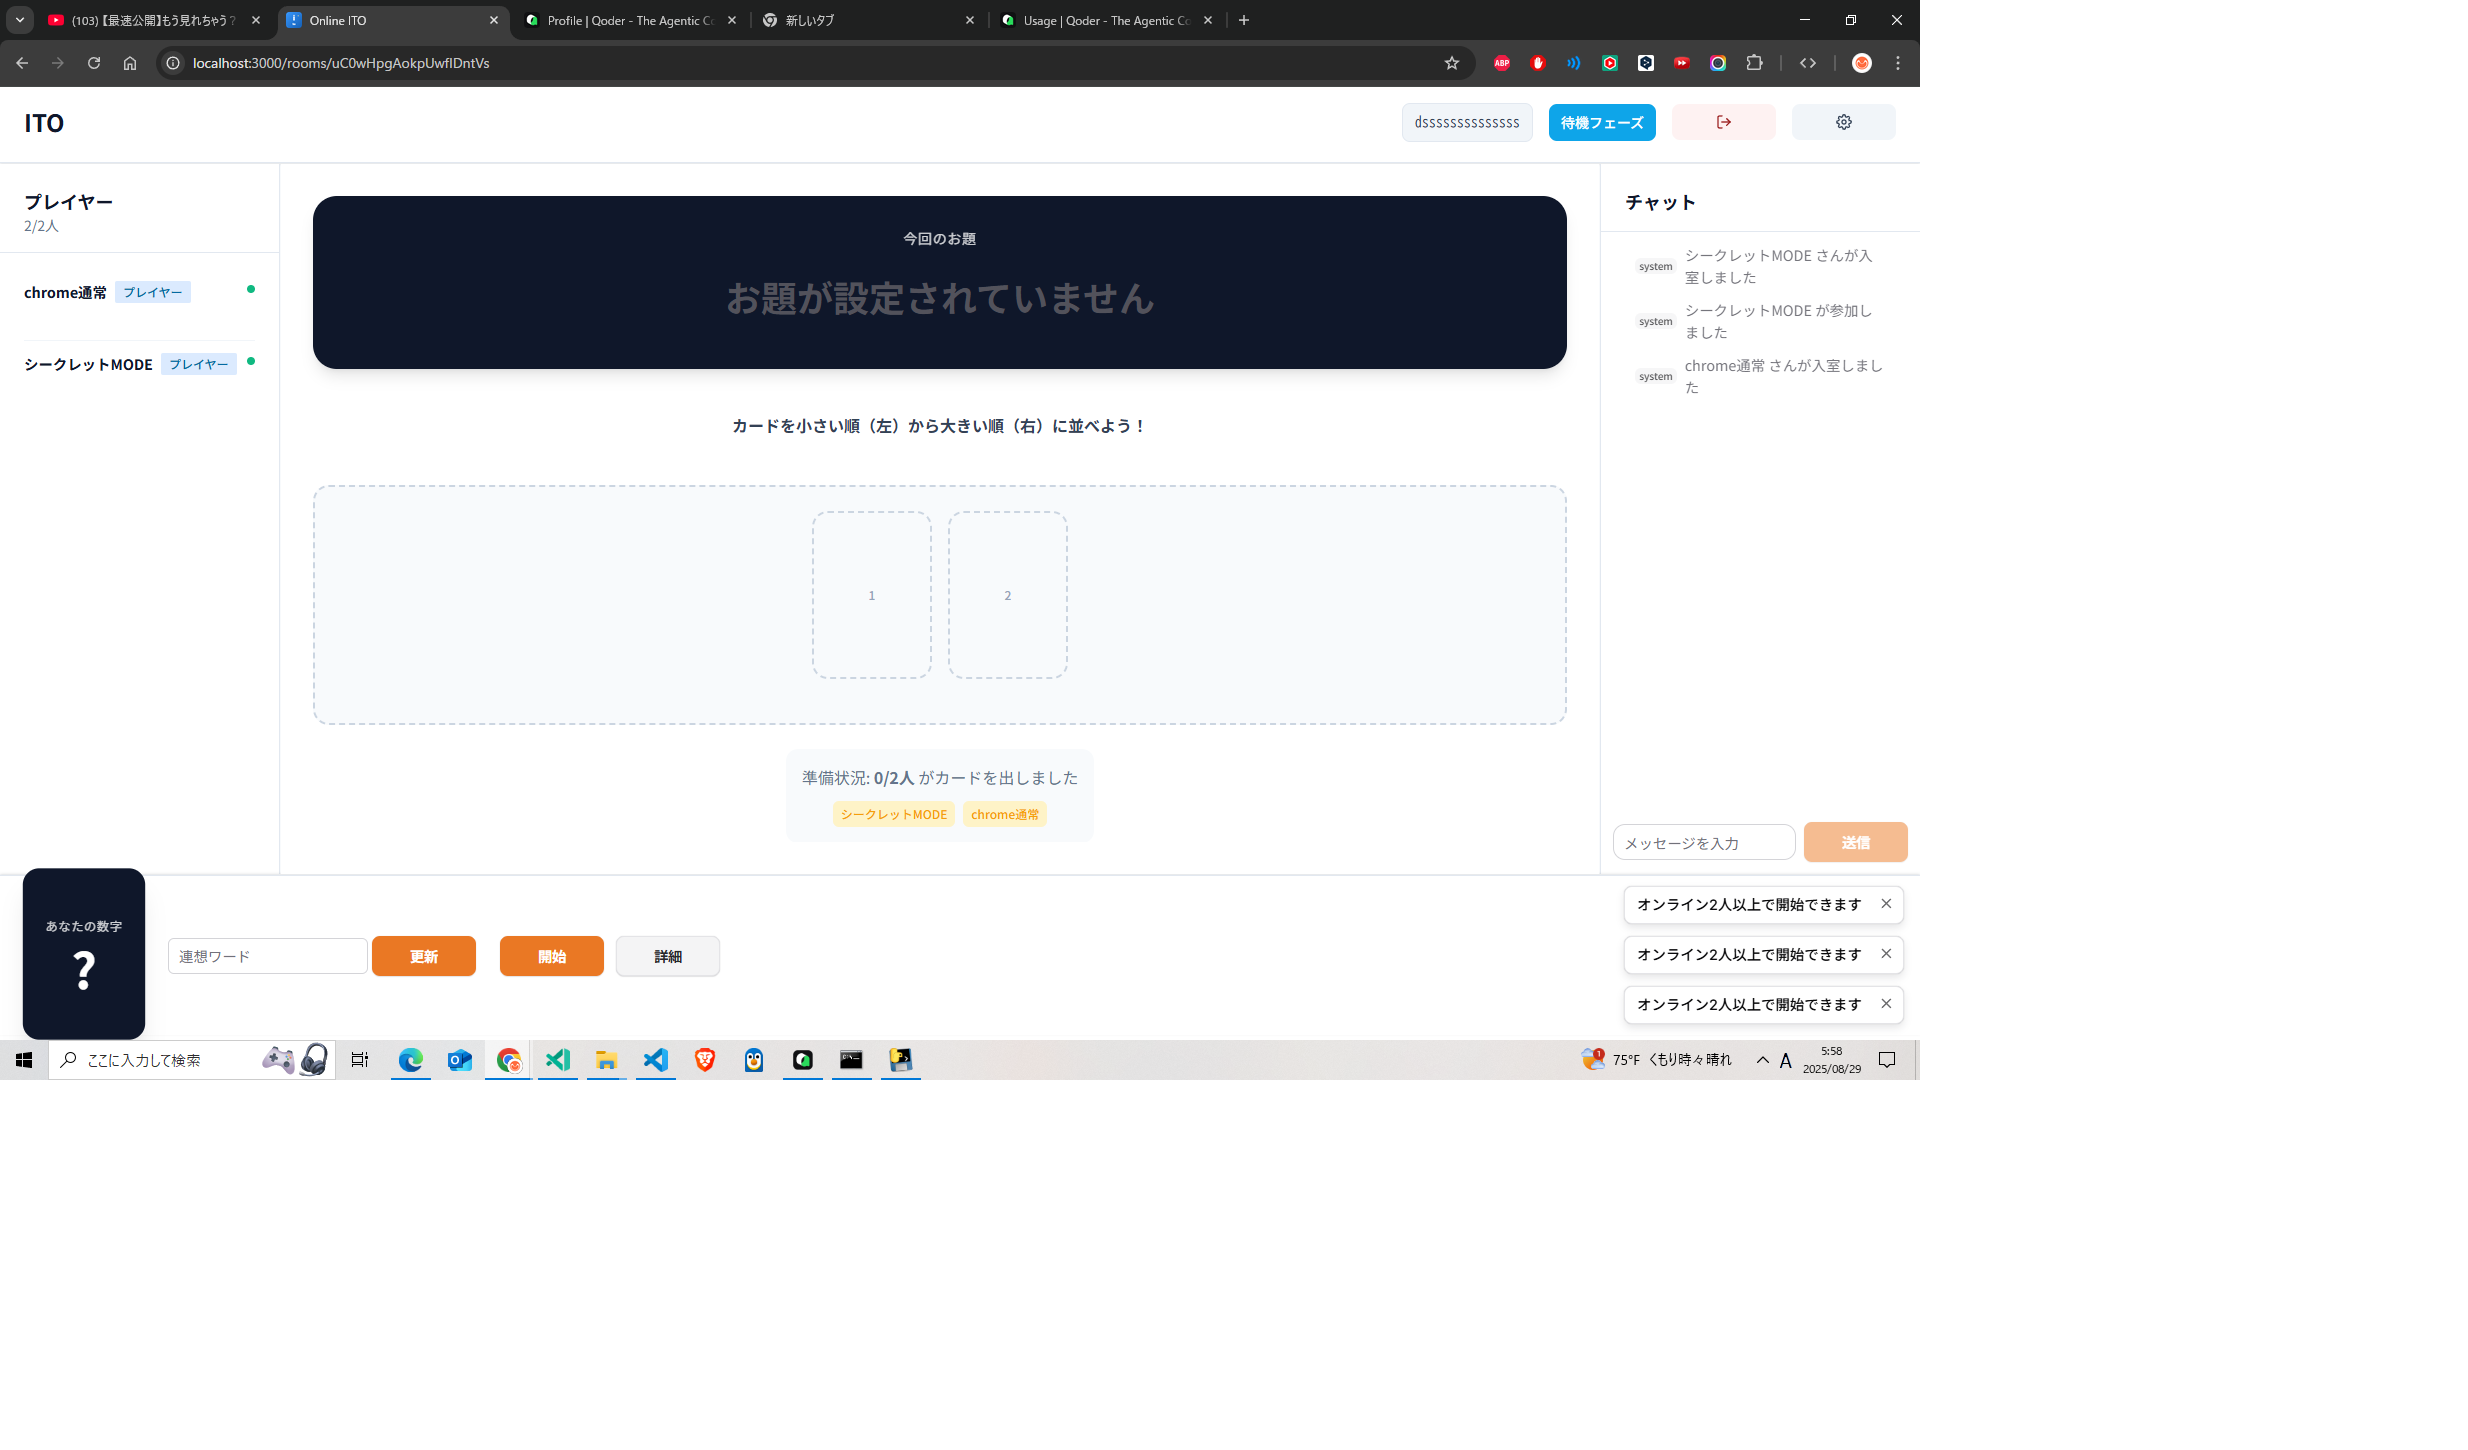 (103)【最速公開】もう見れちゃう?
Online ITO
Profile | Qoder - The Agentic Co
新しいタブ
Usage | Qoder - The Agentic Co
localhost:3000/rooms/uC0wHpgAokpUwfIDntVs
ABP
ITO
dsssssssssssssss
待機フェーズ
プレイヤー
2/2人
chrome通常 プレイヤー
シークレットMODE プレイヤー
今回のお題
お題が設定されていません
カードを小さい順（左）から大きい順（右）に並べよう！
1
2
準備状況: 0/2人 がカードを出しました
シークレットMODE
chrome通常
チャット
system
シークレットMODE さんが入
室しました
system
シークレットMODE が参加し
ました
system
chrome通常 さんが入室しまし
た
メッセージを入力
送信
あなたの数字
?
連想ワード
更新
開始
詳細
オンライン2人以上で開始できます
オンライン2人以上で開始できます
オンライン2人以上で開始できます
ここに入力して検索
1
75°F くもり時々晴れ
A
5:58
2025/08/29